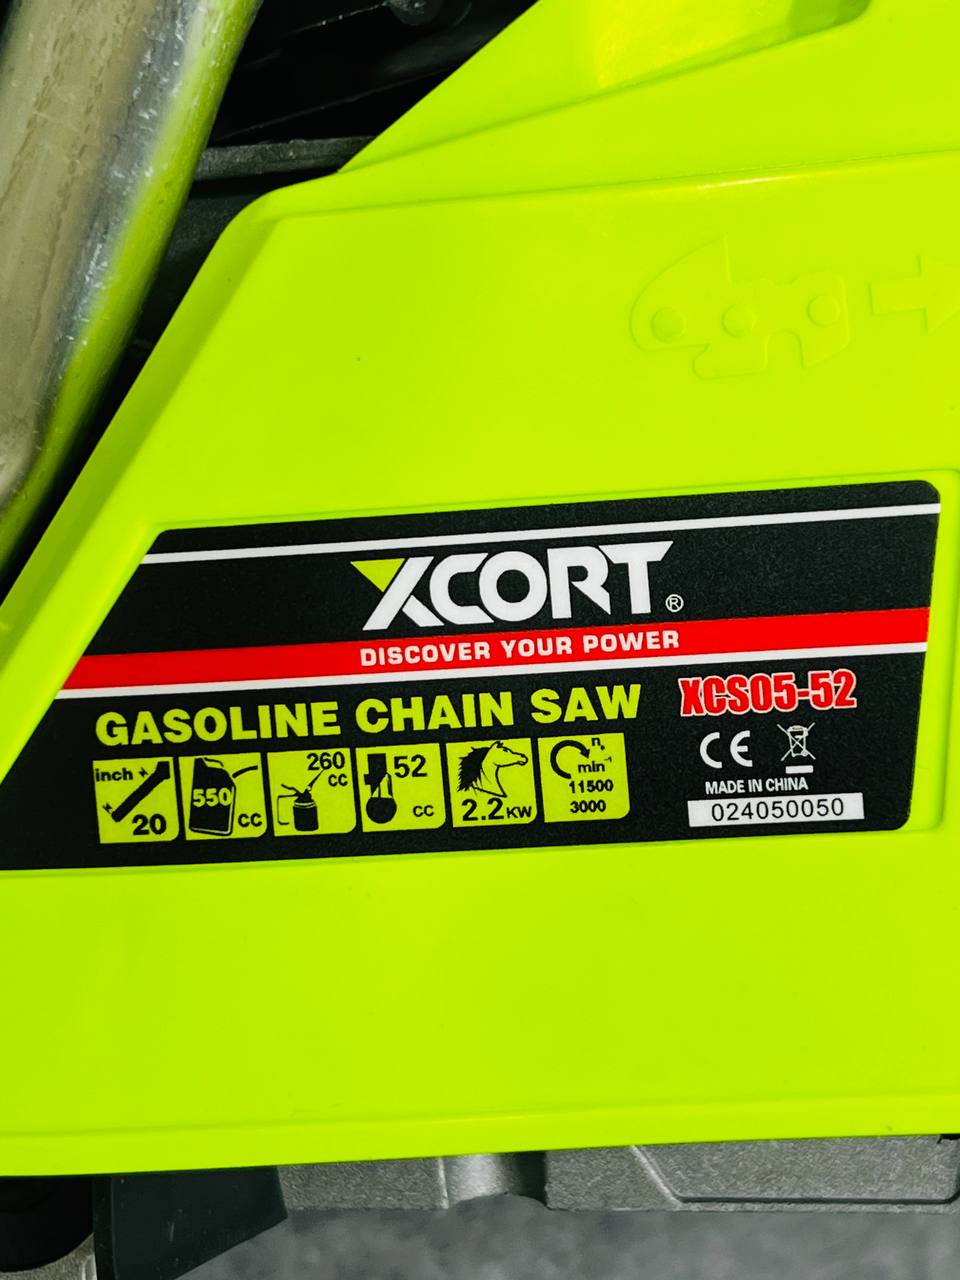 XCORT®
DISCOVER YOUR POWER
GASOLINE CHAIN SAW
XCS05-52
inch
20
550
CC
260
CC
52
CC
2.2KW
n.
min-1
11500
3000
CE
MADE IN CHINA
024050050